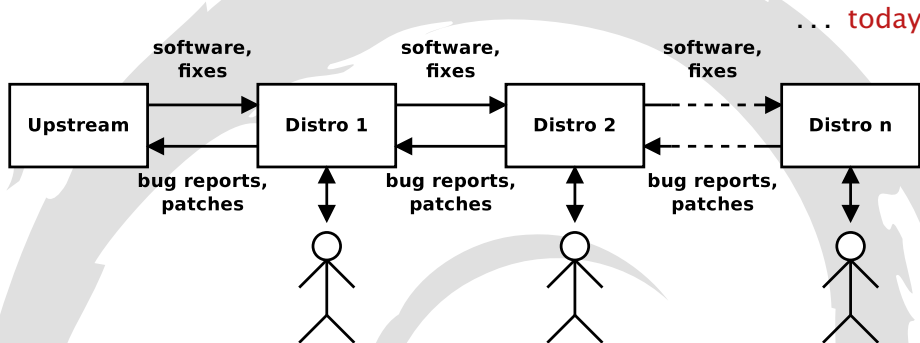 ... today
software,
fixes
software,
fixes
software,
fixes
Upstream
Distro 1
Distro 2
Distro n
bug reports,
patches
bug reports,
patches
bug reports,
patches